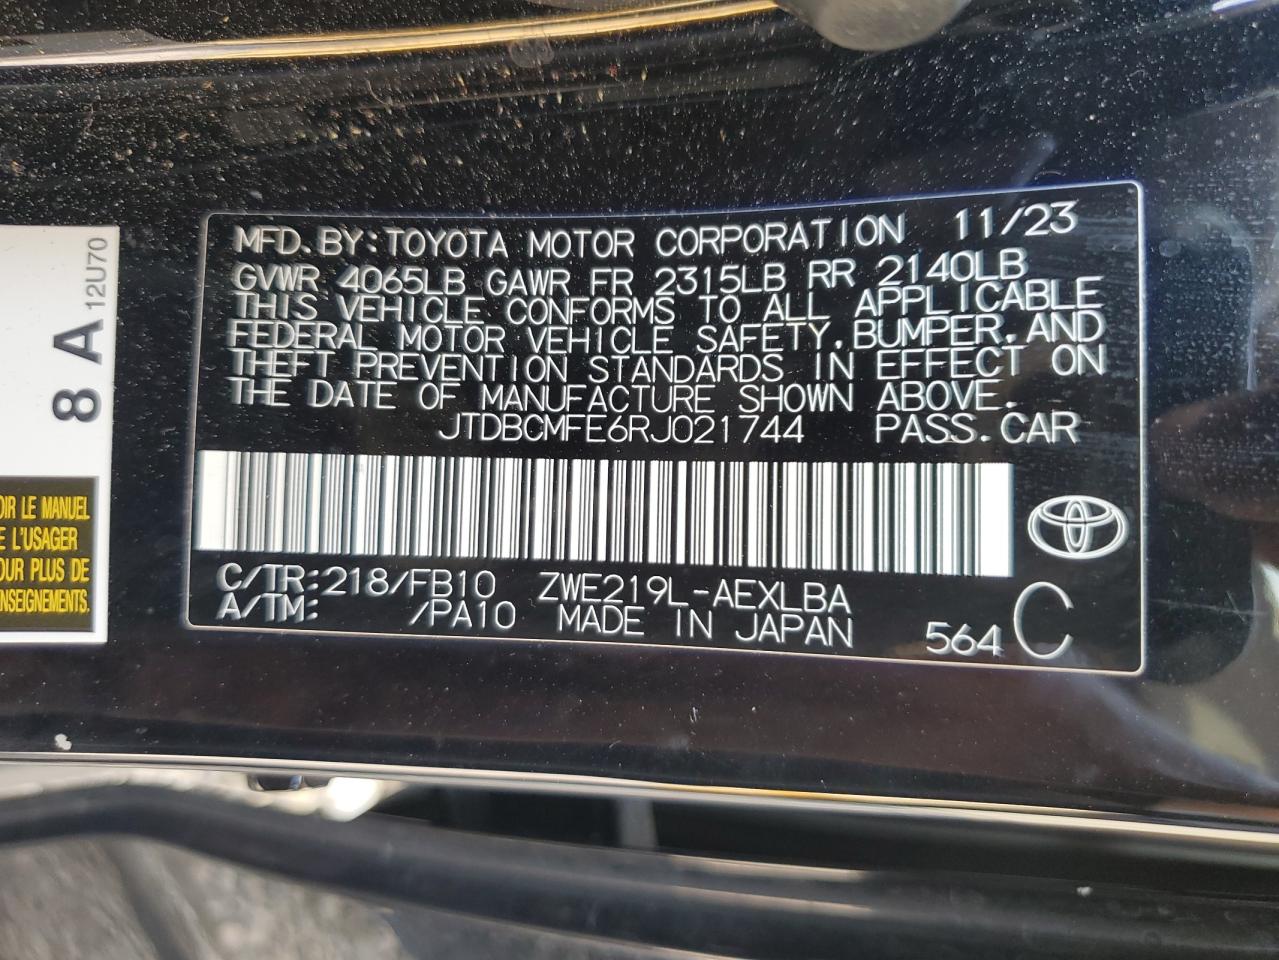 8 A 12U70
OIR LE MANUEL
E L'USAGER
OUR PLUS DE
NSEIGNEMENTS.
MFD.BY:TOYOTA MOTOR CORPORATION 11/23
GVWR 4065LB GAWR FR 2315LB RR 2140LB
THIS VEHICLE CONFORMS TO ALL APPLICABLE
FEDERAL MOTOR VEHICLE SAFETY,BUMPER,AND
THEFT PREVENTION STANDARDS IN EFFECT ON
THE DATE OF MANUFACTURE SHOWN ABOVE.
JTDBCMFE6RJ021744 PASS.CAR
C/TR:218/FB10 ZWE219L-AEXLBA
A/TM: /PA10 MADE IN JAPAN 564 C